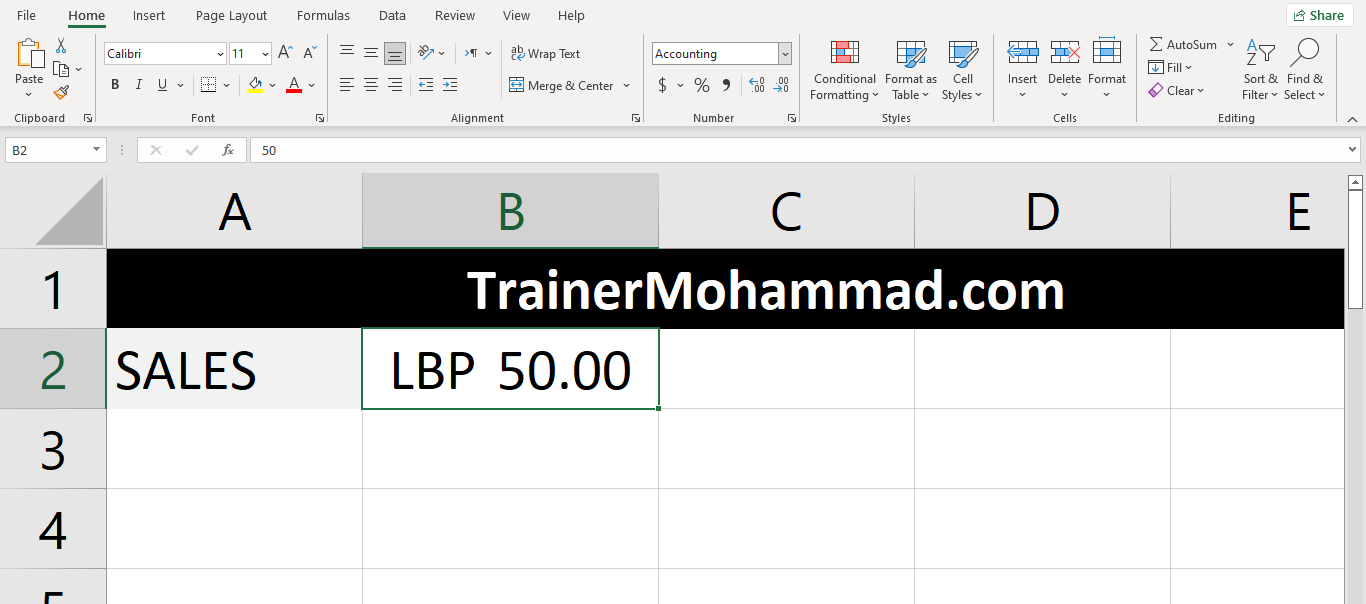 File Home Insert Page Layout Formulas Data Review View Help Share
Calibri 11 A A ab Wrap Text Accounting AutoSum
Paste Conditional Format as Cell Insert Delete Format Fill Sort & Find &
B I U A Merge & Center $ % Formatting Table Styles Clear Filter Select
Clipboard Font Alignment Number Styles Cells Editing
B2 fx 50
A B C D E
1 TrainerMohammad.com
2 SALES LBP 50.00
3
4
5